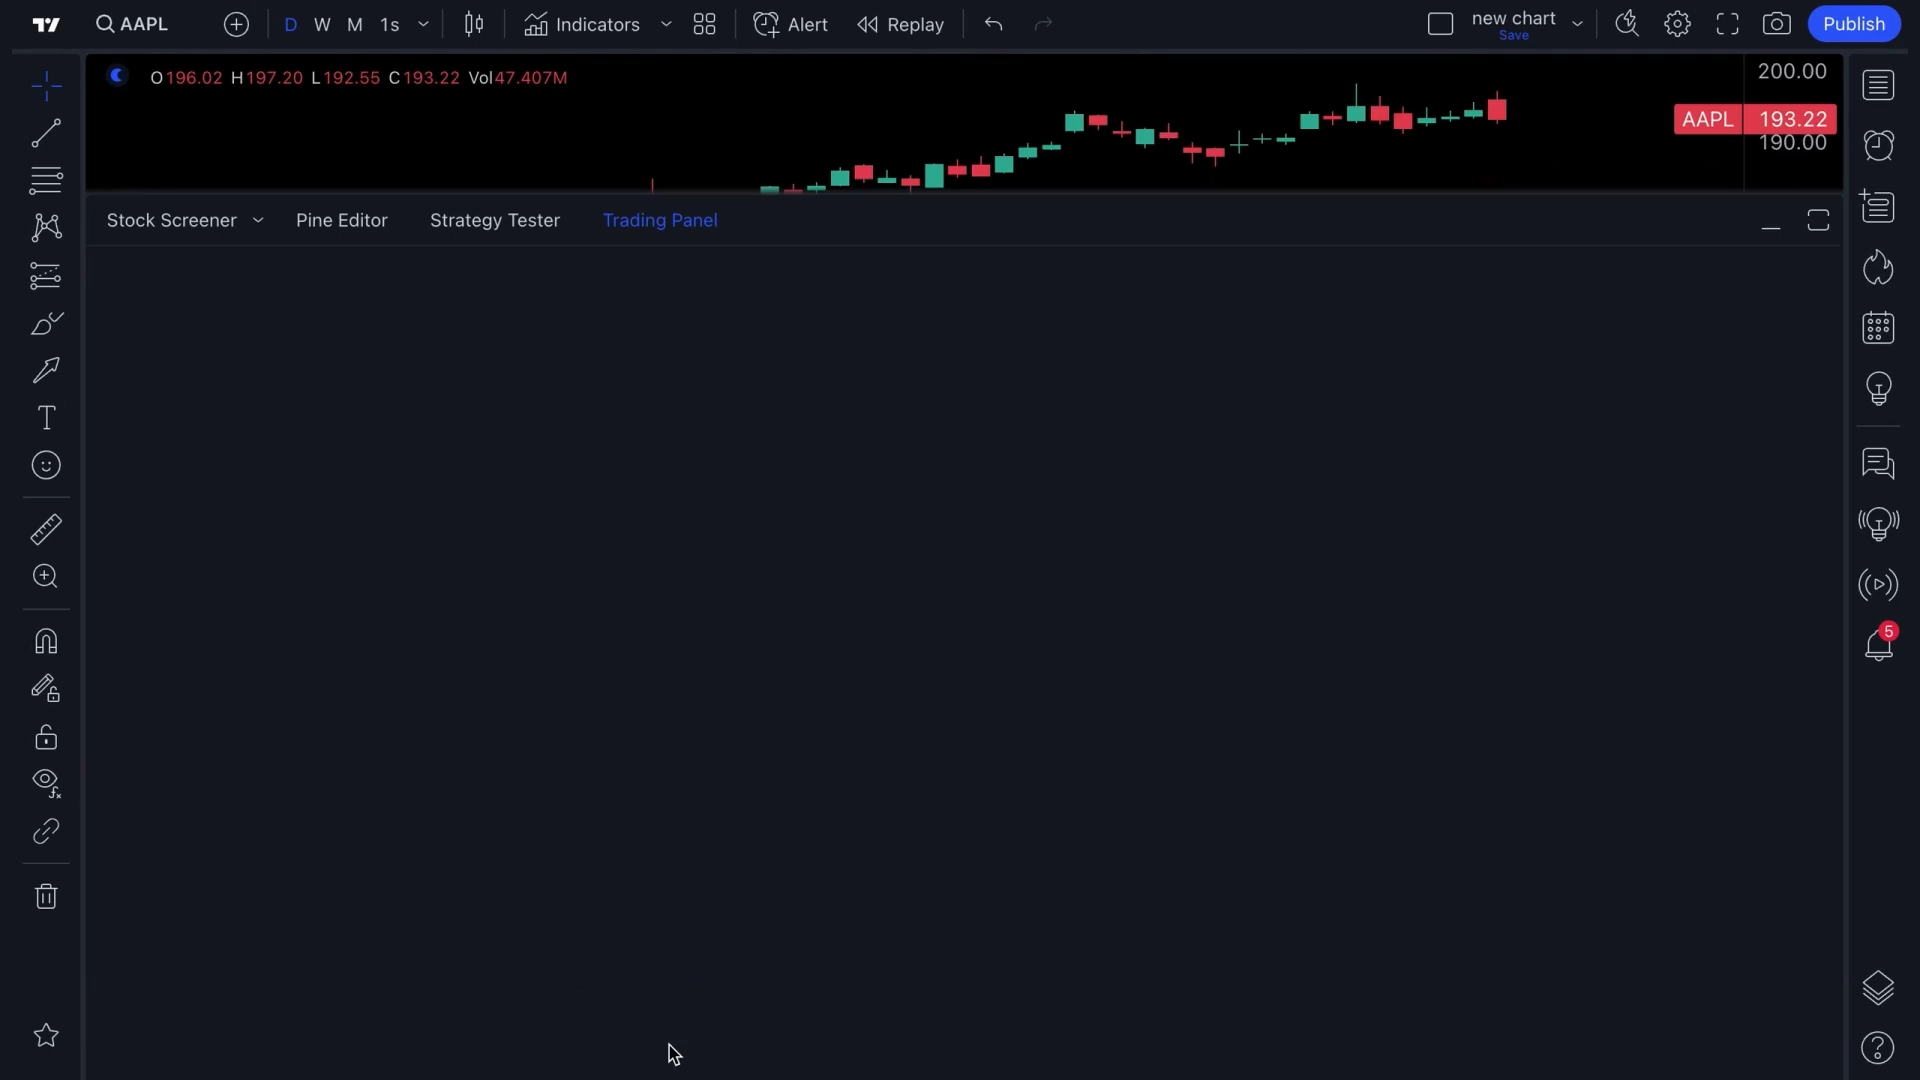 AAPL D W M 1s Indicators Alert Replay new chart Publish
Save
O196.02 H197.20 L192.55 C193.22 Vol47.407M
200.00
AAPL 193.22
190.00
Stock Screener Pine Editor Strategy Tester Trading Panel
5